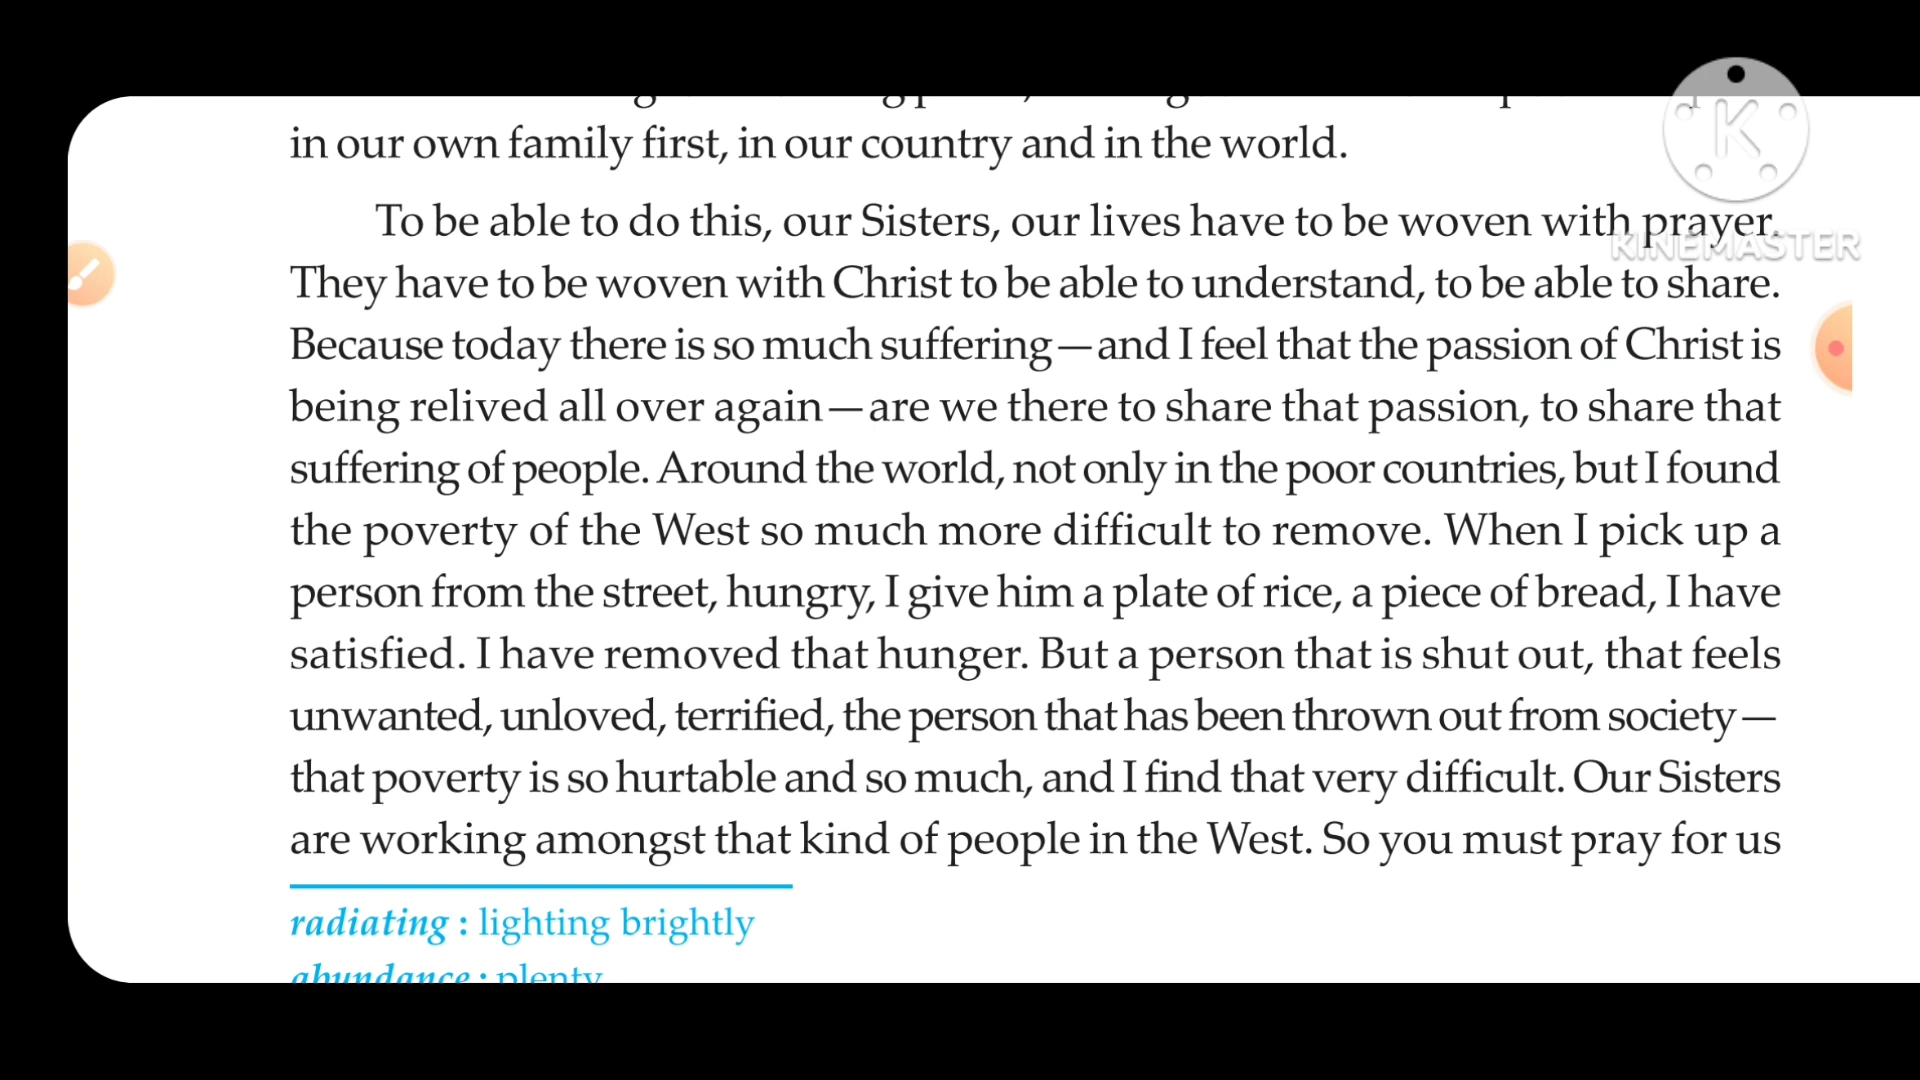 in our own family first, in our country and in the world.
To be able to do this, our Sisters, our lives have to be woven with prayer.
They have to be woven with Christ to be able to understand, to be able to share.
Because today there is so much suffering—and I feel that the passion of Christ is
being relived all over again—are we there to share that passion, to share that
suffering of people. Around the world, not only in the poor countries, but I found
the poverty of the West so much more difficult to remove. When I pick up a
person from the street, hungry, I give him a plate of rice, a piece of bread, I have
satisfied. I have removed that hunger. But a person that is shut out, that feels
unwanted, unloved, terrified, the person that has been thrown out from society—
that poverty is so hurtable and so much, and I find that very difficult. Our Sisters
are working amongst that kind of people in the West. So you must pray for us
radiating : lighting brightly
abundance : plenty
K
KINEMASTER